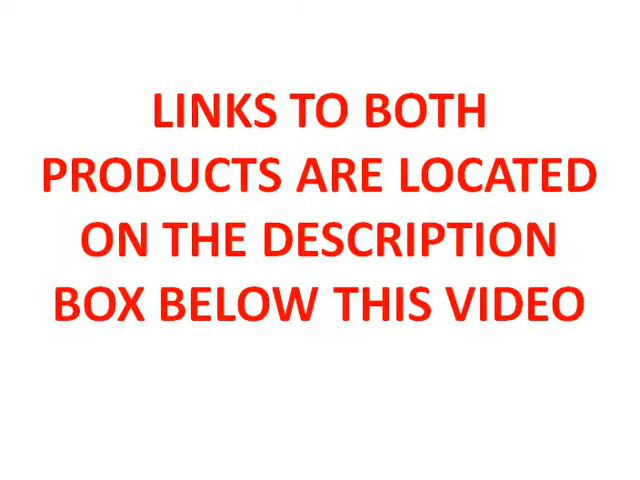 LINKS TO BOTH
PRODUCTS ARE LOCATED
ON THE DESCRIPTION
BOX BELOW THIS VIDEO